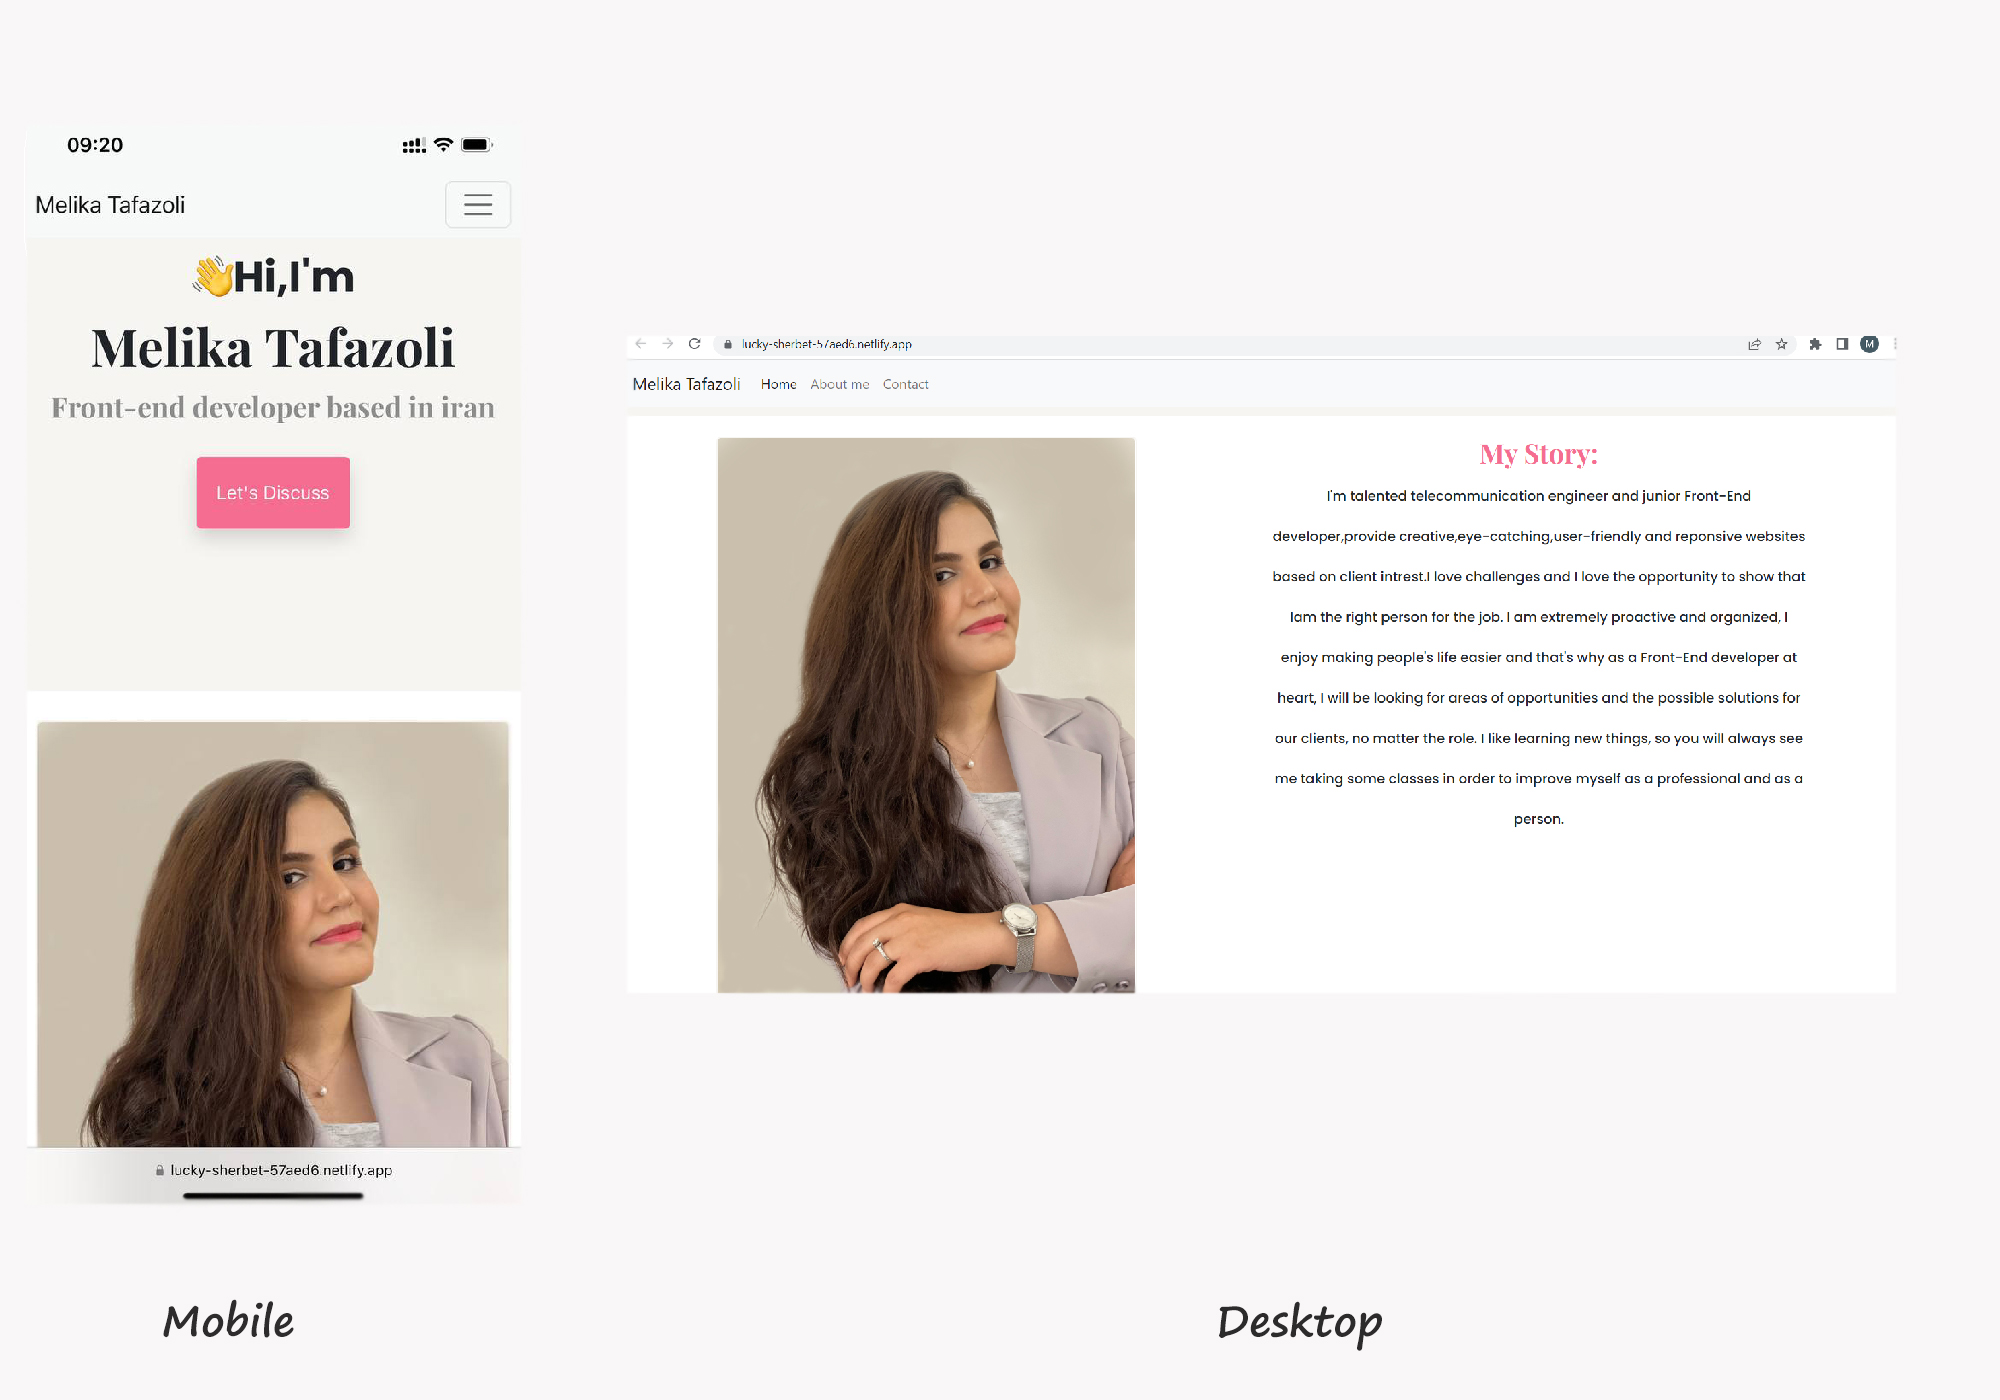 09:20
Melika Tafazoli
👋Hi,I'm
Melika Tafazoli
Front-end developer based in iran
Let's Discuss
lucky-sherbet-57aed6.netlify.app
Mobile
lucky-sherbet-57aed6.netlify.app
M
Melika Tafazoli Home About me Contact
My Story:
I'm talented telecommunication engineer and junior Front-End
developer,provide creative,eye-catching,user-friendly and reponsive websites
based on client intrest.I love challenges and I love the opportunity to show that
Iam the right person for the job. I am extremely proactive and organized, I
enjoy making people's life easier and that's why as a Front-End developer at
heart, I will be looking for areas of opportunities and the possible solutions for
our clients, no matter the role. I like learning new things, so you will always see
me taking some classes in order to improve myself as a professional and as a
person.
Desktop